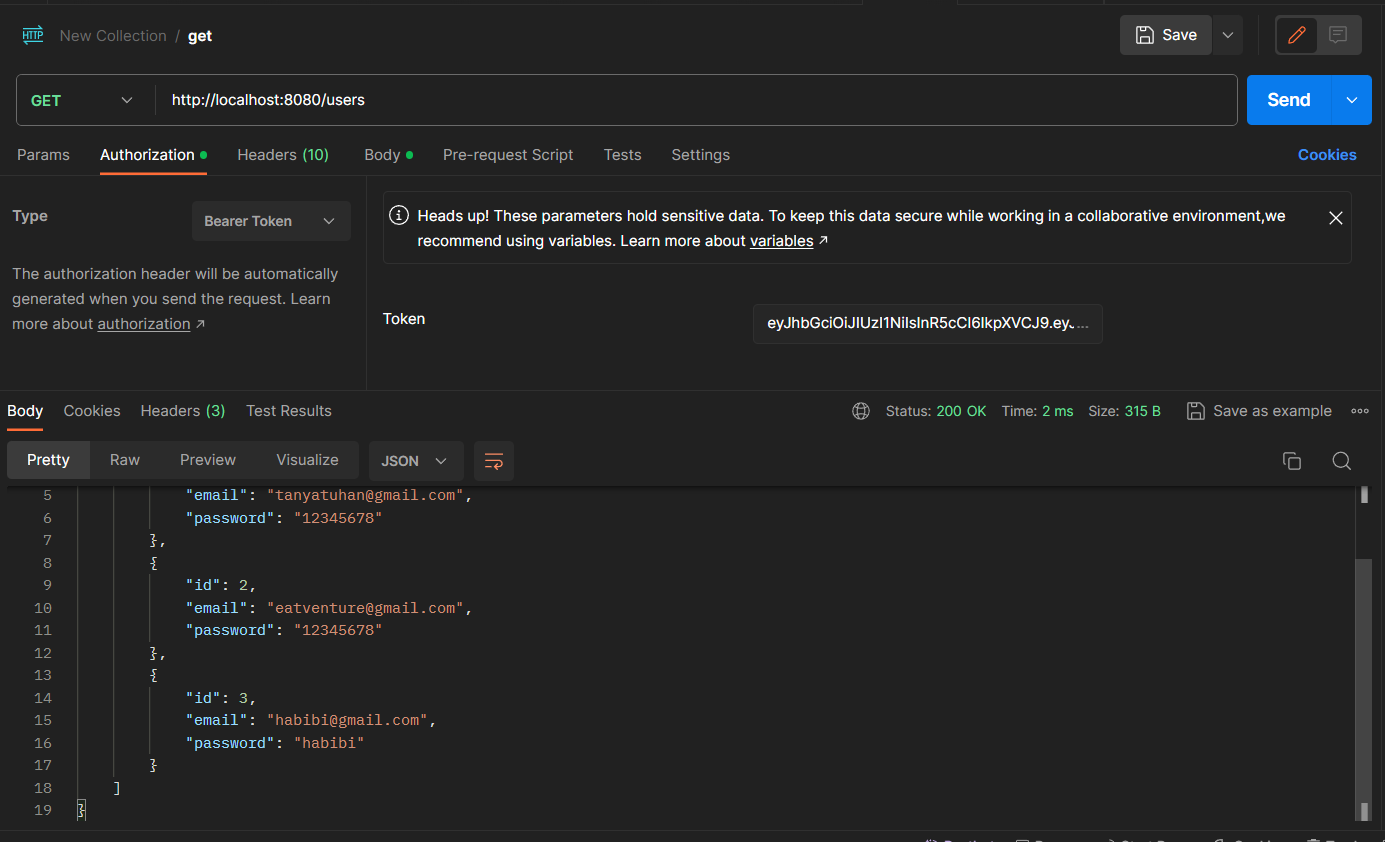 HTTP New Collection / get Save
GET http://localhost:8080/users Send
Params Authorization Headers (10) Body Pre-request Script Tests Settings Cookies
Type Bearer Token
The authorization header will be automatically
generated when you send the request. Learn
more about authorization ↗
Heads up! These parameters hold sensitive data. To keep this data secure while working in a collaborative environment,we
recommend using variables. Learn more about variables ↗
Token eyJhbGciOiJIUzI1NiIsInR5cCI6IkpXVCJ9.eyJ...
Body Cookies Headers (3) Test Results Status: 200 OK Time: 2 ms Size: 315 B Save as example
Pretty Raw Preview Visualize JSON
5 "email": "tanyatuhan@gmail.com",
6 "password": "12345678"
7 },
8 {
9 "id": 2,
10 "email": "eatventure@gmail.com",
11 "password": "12345678"
12 },
13 {
14 "id": 3,
15 "email": "habibi@gmail.com",
16 "password": "habibi"
17 }
18 ]
19 }